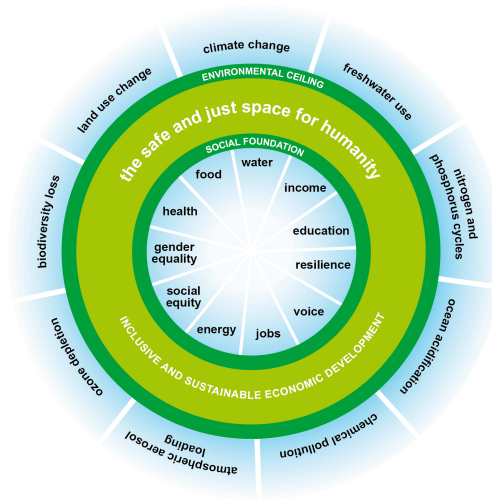 climate change
freshwater use
nitrogen and
phosphorus cycles
ocean acidification
chemical pollution
atmospheric aerosol
loading
ozone depletion
biodiversity loss
land use change
ENVIRONMENTAL CEILING
the safe and just space for humanity
SOCIAL FOUNDATION
water
income
education
resilience
voice
jobs
energy
social
equity
gender
equality
health
food
INCLUSIVE AND SUSTAINABLE ECONOMIC DEVELOPMENT